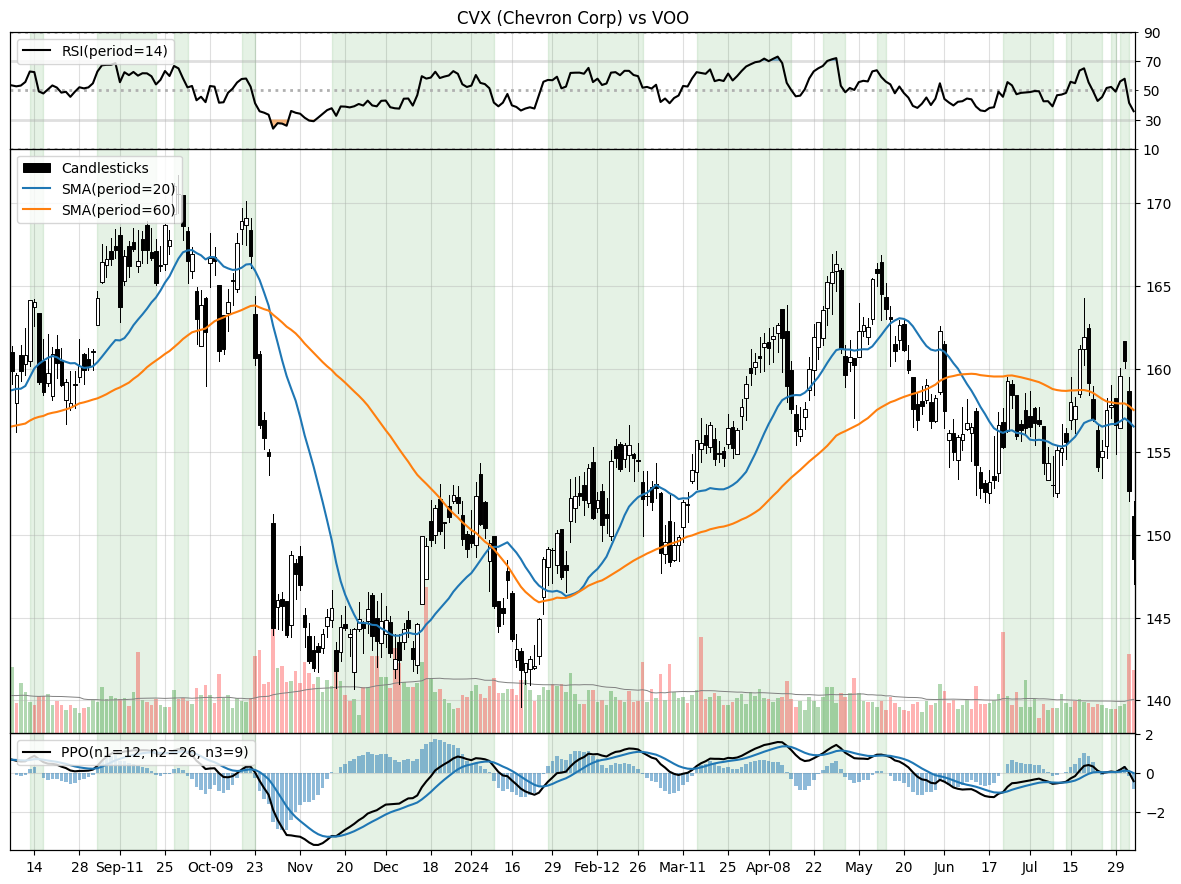 CVX (Chevron Corp) vs VOO
RSI(period=14)
90
70
50
30
10
Candlesticks
SMA(period=20)
SMA(period=60)
170
165
160
155
150
145
140
PPO(n1=12, n2=26, n3=9)
2
0
−2
14 28 Sep-11 25 Oct-09 23 Nov 20 Dec 18 2024 16 29 Feb-12 26 Mar-11 25 Apr-08 22 May 20 Jun 17 Jul 15 29